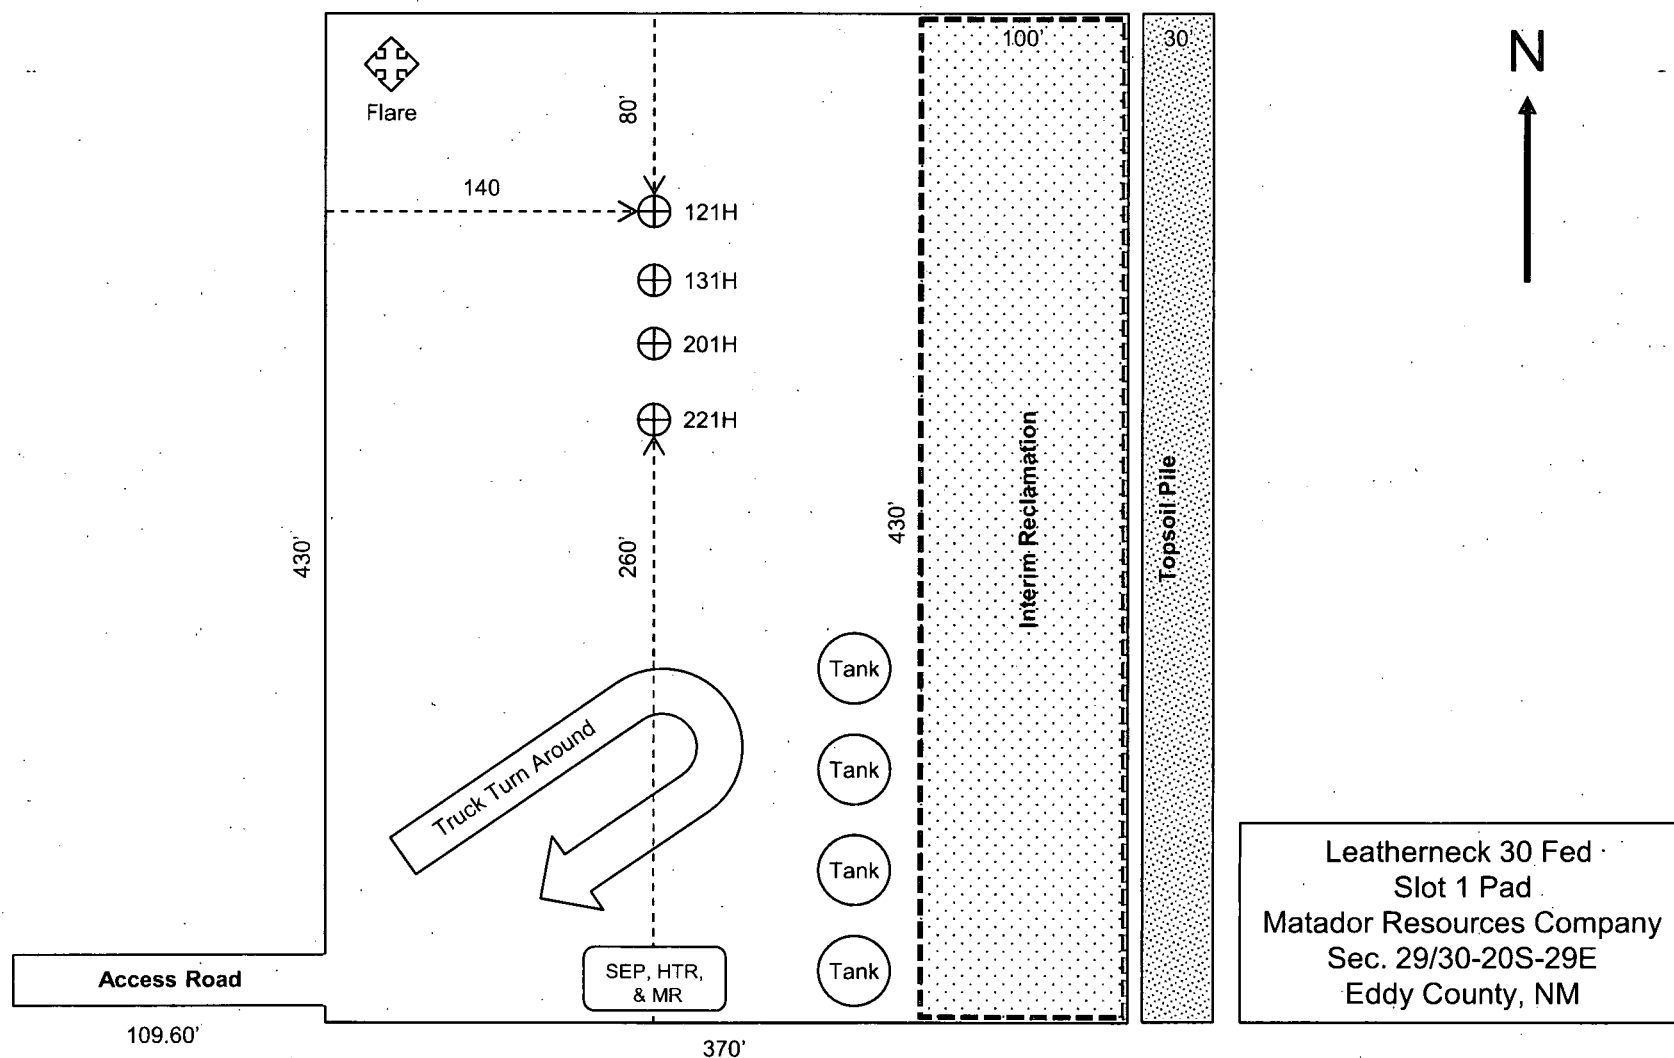 100'
30'
N
Flare
80'
140
121H
131H
201H
221H
430'
260'
430'
Interim Reclamation
Topsoil Pile
Tank
Truck Turn Around
Tank
Tank
Tank
SEP, HTR,
& MR
Access Road
109.60'
370'
Leatherneck 30 Fed
Slot 1 Pad
Matador Resources Company
Sec. 29/30-20S-29E
Eddy County, NM